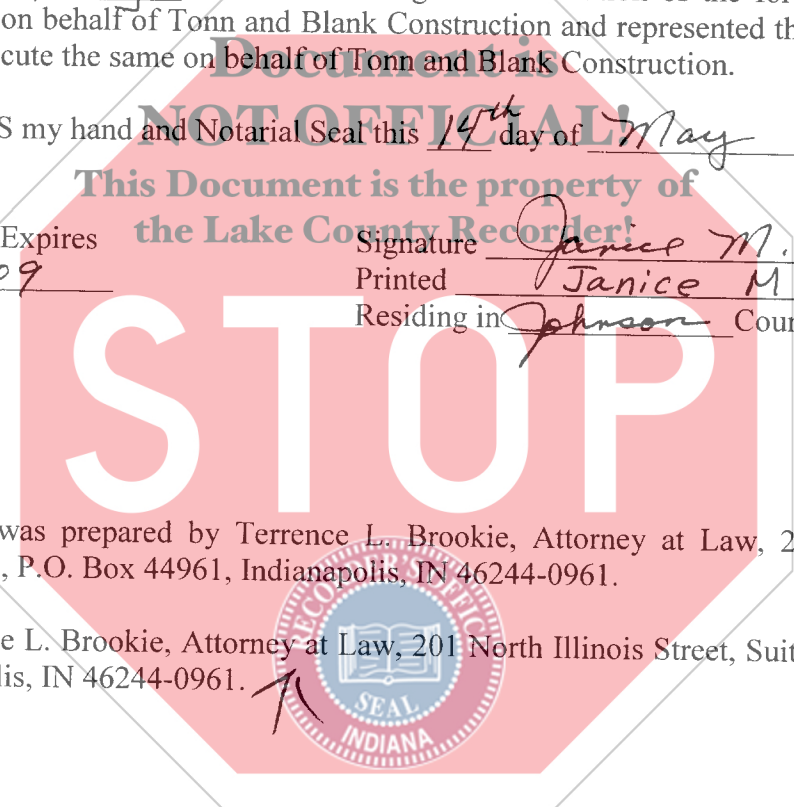 on behalf of Tonn and Blank Construction and represented th
cute the same on behalf of Tonn and Blank Construction.
Document is
NOT OFFICIAL!
This Document is the property of
the Lake County Recorder!
S my hand and Notarial Seal this 14th day of May
Expires
09
Signature Janice M.
Printed Janice M
Residing in Johnson Coun
STOP
was prepared by Terrence L. Brookie, Attorney at Law, 2
, P.O. Box 44961, Indianapolis, IN 46244-0961.
e L. Brookie, Attorney at Law, 201 North Illinois Street, Suit
lis, IN 46244-0961.
RECORDER'S OFFICE
SEAL
INDIANA